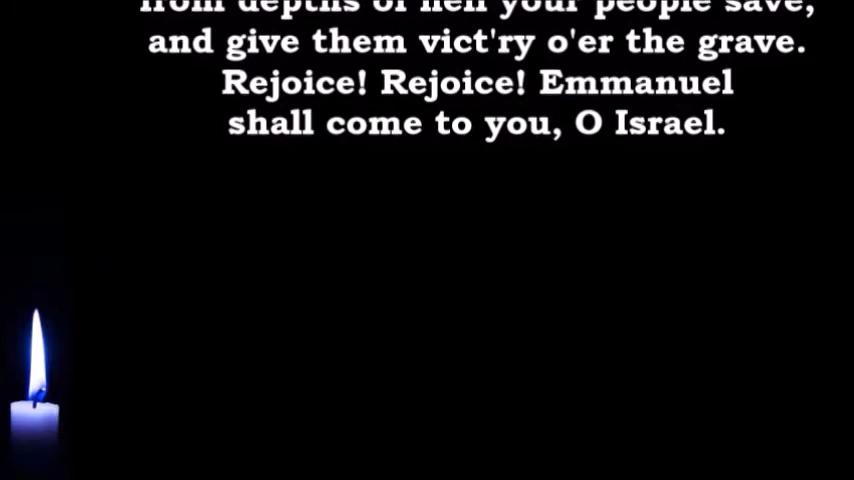 from depths of hell your people save,
and give them vict'ry o'er the grave.
Rejoice! Rejoice! Emmanuel
shall come to you, O Israel.